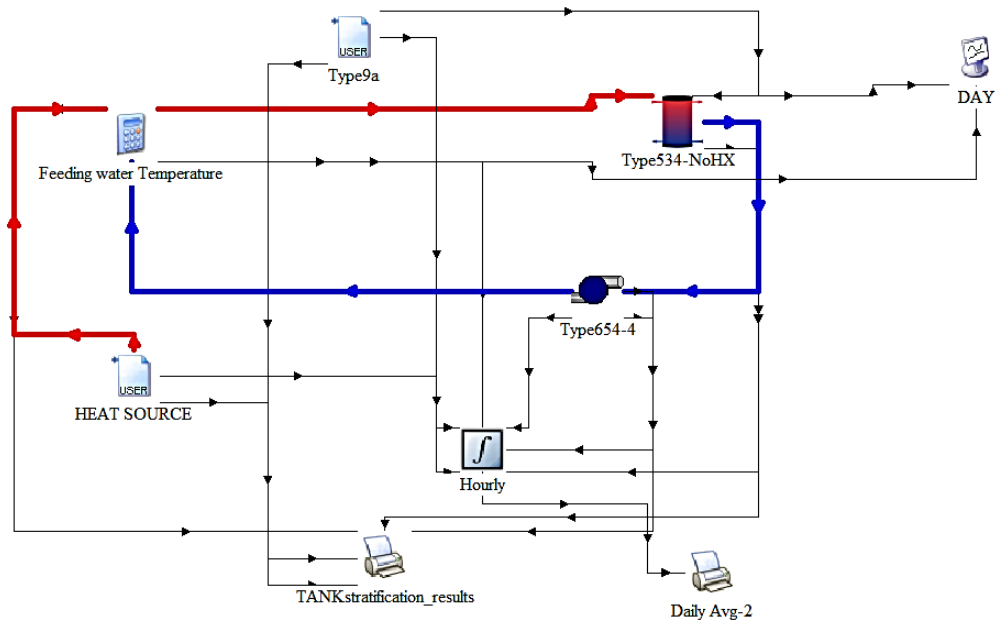 USER
Type9a
DAY
Type534-NoHX
Feeding water Temperature
Type654-4
USER
HEAT SOURCE
∫
Hourly
TANKstratification_results
Daily Avg-2